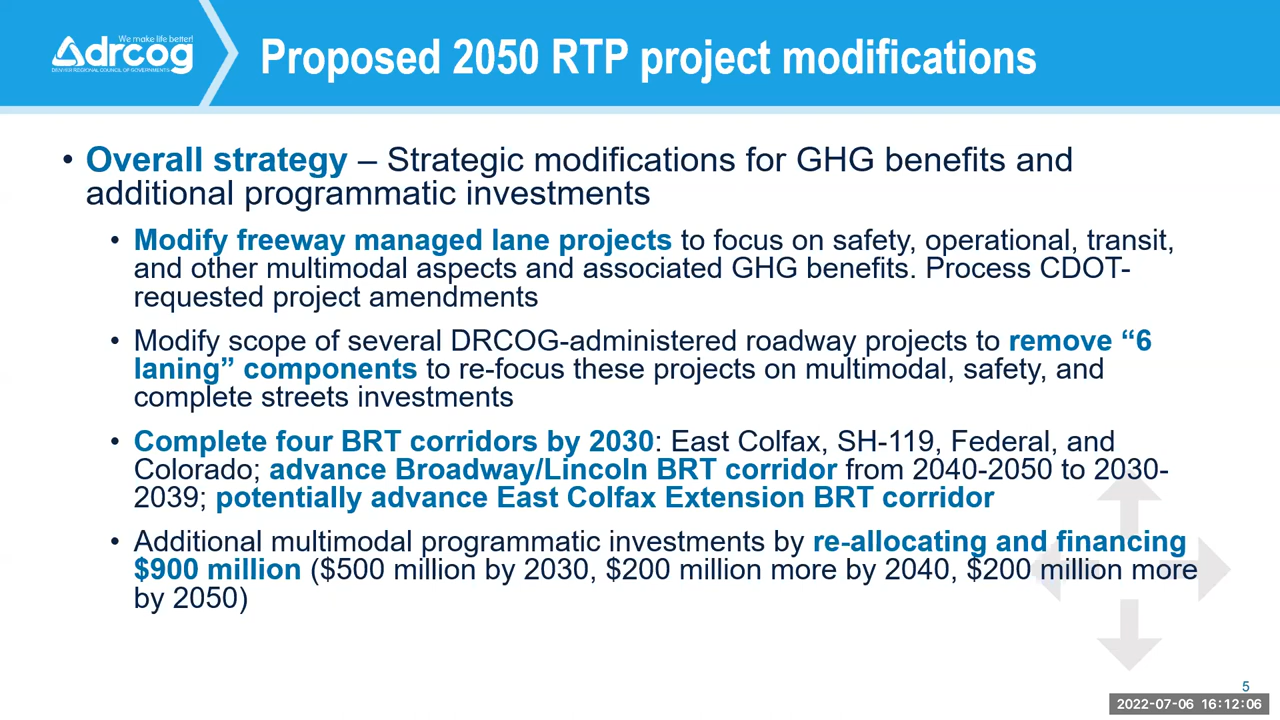 We make life better!
drcog
DENVER REGIONAL COUNCIL OF GOVERNMENTS
Proposed 2050 RTP project modifications
• Overall strategy – Strategic modifications for GHG benefits and
additional programmatic investments
• Modify freeway managed lane projects to focus on safety, operational, transit,
and other multimodal aspects and associated GHG benefits. Process CDOT-
requested project amendments
• Modify scope of several DRCOG-administered roadway projects to remove “6
laning” components to re-focus these projects on multimodal, safety, and
complete streets investments
• Complete four BRT corridors by 2030: East Colfax, SH-119, Federal, and
Colorado; advance Broadway/Lincoln BRT corridor from 2040-2050 to 2030-
2039; potentially advance East Colfax Extension BRT corridor
• Additional multimodal programmatic investments by re-allocating and financing
$900 million ($500 million by 2030, $200 million more by 2040, $200 million more
by 2050)
5
2022-07-06 16:12:06